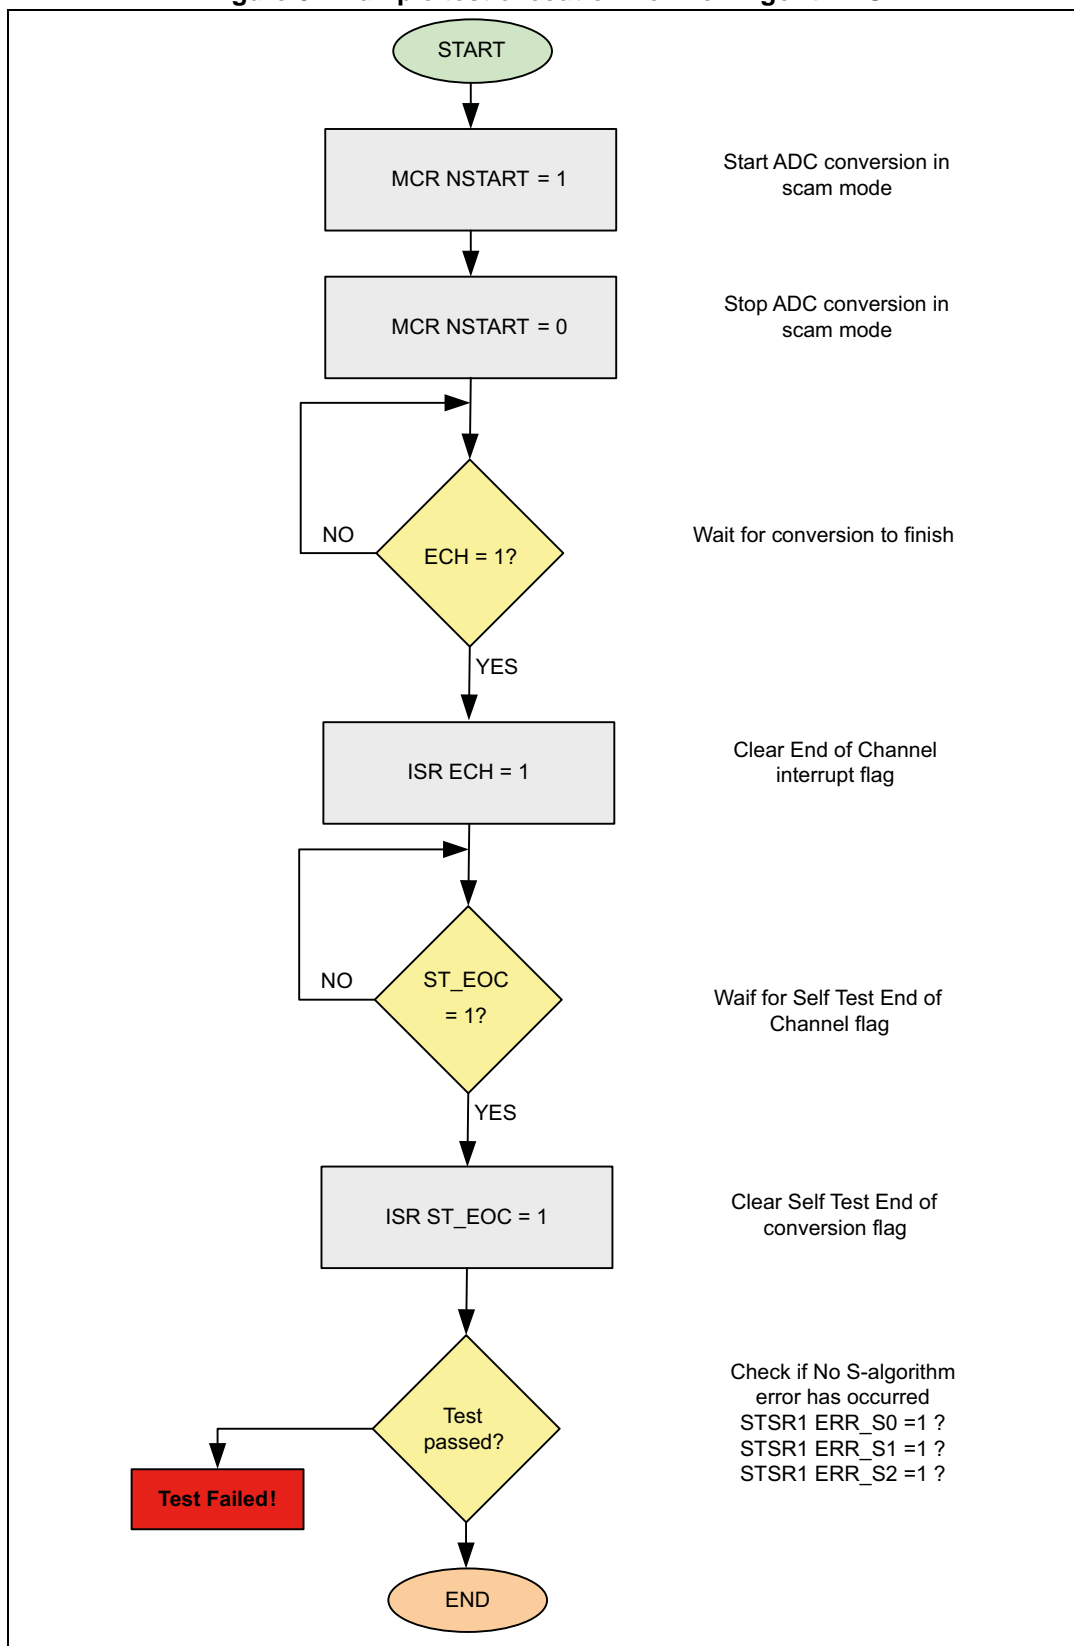 START
MCR NSTART = 1
Start ADC conversion in
scam mode
MCR NSTART = 0
Stop ADC conversion in
scam mode
NO
ECH = 1?
Wait for conversion to finish
YES
ISR ECH = 1
Clear End of Channel
interrupt flag
NO
ST_EOC
= 1?
Waif for Self Test End of
Channel flag
YES
ISR ST_EOC = 1
Clear Self Test End of
conversion flag
Test
passed?
Check if No S-algorithm
error has occurred
STSR1 ERR_S0 =1 ?
STSR1 ERR_S1 =1 ?
STSR1 ERR_S2 =1 ?
Test Failed!
END